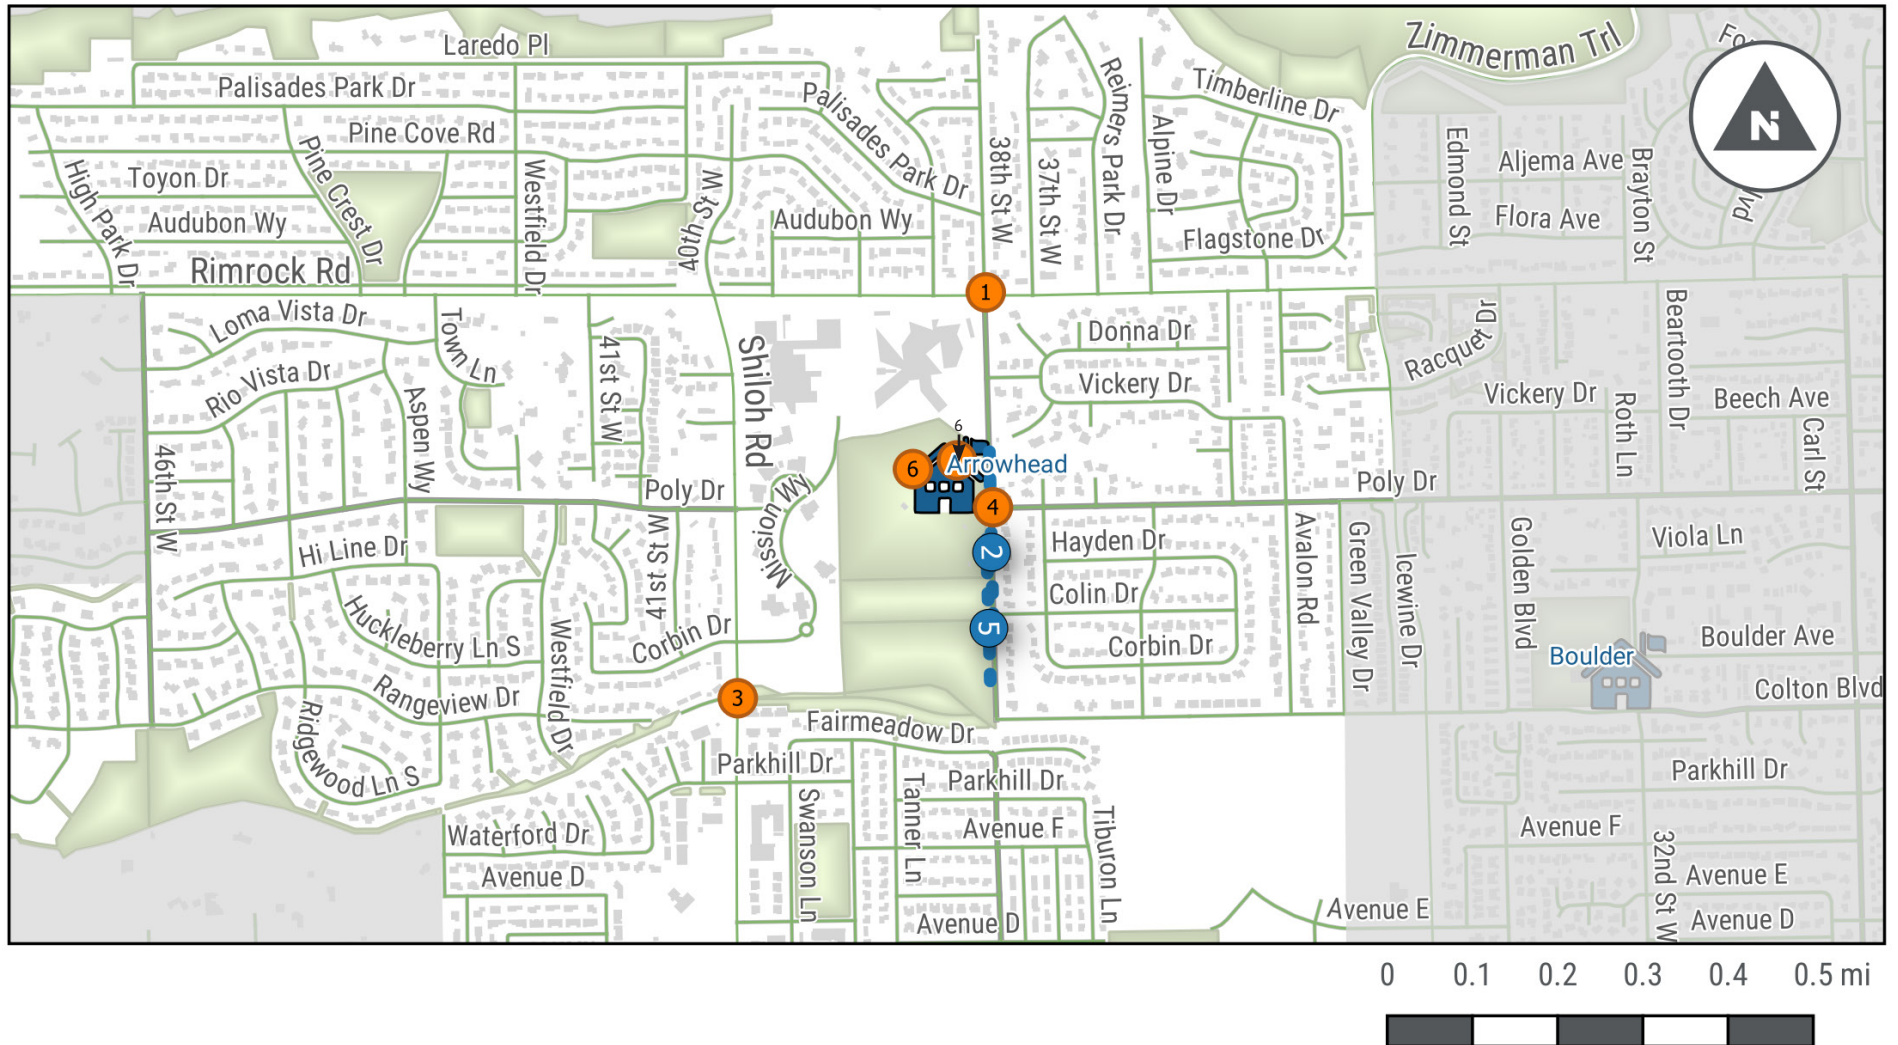 Laredo Pl
Zimmerman Trl
Palisades Park Dr
Timberline Dr
Reimers Park Dr
Palisades Park Dr
N
Pine Cove Rd
Alpine Dr
Edmond St
Aljema Ave
Brayton St
38th St W
37th St W
High Park Dr
Toyon Dr
Pine Crest Dr
Westfield Dr
40th St W
lvd
Audubon Wy
Audubon Wy
Flora Ave
Flagstone Dr
Rimrock Rd
1
Loma Vista Dr
Town Ln
41st St W
Shiloh Rd
Donna Dr
Racquet Dr
Beartooth Dr
Rio Vista Dr
Aspen Wy
Vickery Dr
Vickery Dr
Roth Ln
Beech Ave
Carl St
46th St W
6
6
Arrowhead
Poly Dr
Mission Wy
4
Poly Dr
Hi Line Dr
41st St W
2
Hayden Dr
Avalon Rd
Green Valley Dr
Icewine Dr
Golden Blvd
Viola Ln
Colin Dr
Huckleberry Ln S
Westfield Dr
Corbin Dr
5
Corbin Dr
Boulder
Boulder Ave
Rangeview Dr
3
Colton Blvd
Ridgewood Ln S
Fairmeadow Dr
Parkhill Dr
Parkhill Dr
Parkhill Dr
Swanson Ln
Tanner Ln
Tiburon Ln
Waterford Dr
Avenue F
Avenue F
32nd St W
Avenue D
Avenue E
Avenue E
Avenue D
Avenue D
0 0.1 0.2 0.3 0.4 0.5 mi